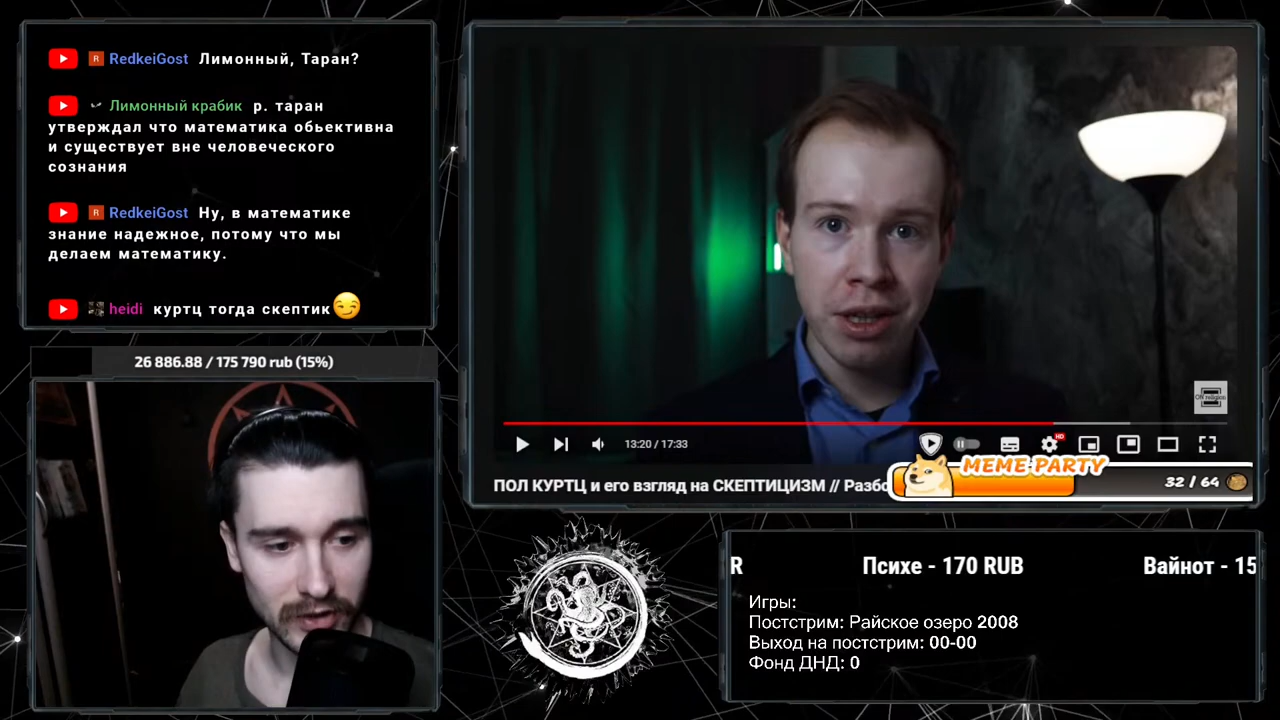 RedkeiGost Лимонный, Таран?
Лимонный крабик р. таран
утверждал что математика обьективна
и существует вне человеческого
сознания
RedkeiGost Ну, в математике
знание надежное, потому что мы
делаем математику.
heidi куртц тогда скептик
26 886.88 / 175 790 rub (15%)
ON religion
13:20 / 17:33
HD
ПОЛ КУРТЦ и его взгляд на СКЕПТИЦИЗМ // Разбо
MEME PARTY
32 / 64
R Психе - 170 RUB Вайнот - 15
Игры:
Постстрим: Райское озеро 2008
Выход на постстрим: 00-00
Фонд ДНД: 0